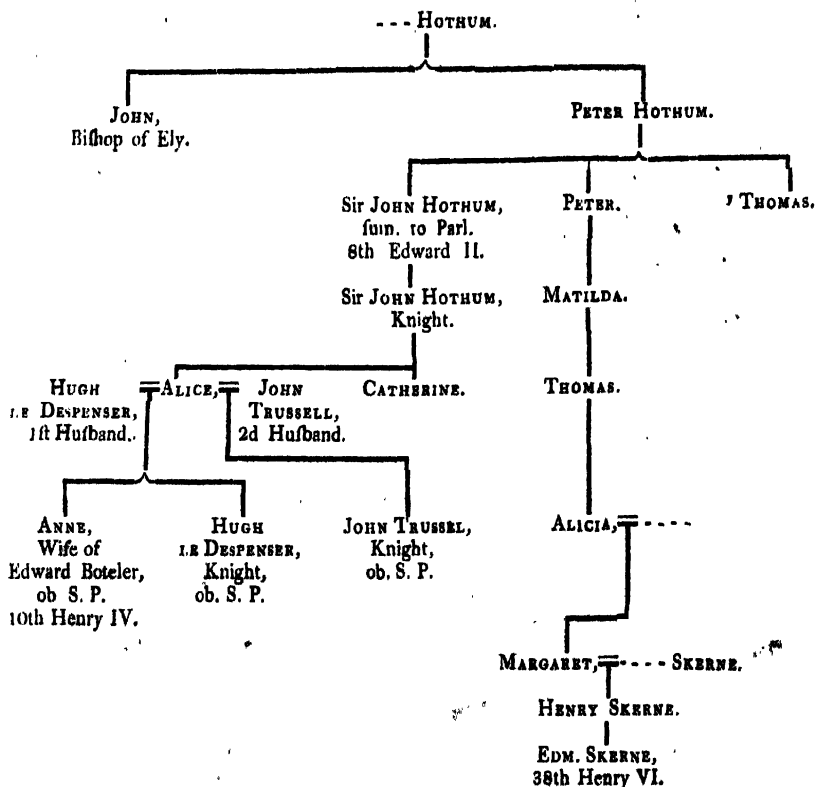 - - - HOTHUM.
JOHN,
Biſhop of Ely.
PETER HOTHUM.
Sir JOHN HOTHUM,
ſum. to Parl.
8th Edward II.
PETER.
THOMAS.
Sir JOHN HOTHUM,
Knight.
MATILDA.
HUGH
LE DESPENSER,
1ſt Huſband.
ALICE,
JOHN
TRUSSELL,
2d Huſband.
CATHERINE.
THOMAS.
ANNE,
Wife of
Edward Boteler,
ob S. P.
10th Henry IV.
HUGH
LE DESPENSER,
Knight,
ob. S. P.
JOHN TRUSSEL,
Knight,
ob. S. P.
ALICIA, - - - -
MARGARET, - - - - SKERNE.
HENRY SKERNE.
EDM. SKERNE,
38th Henry VI.